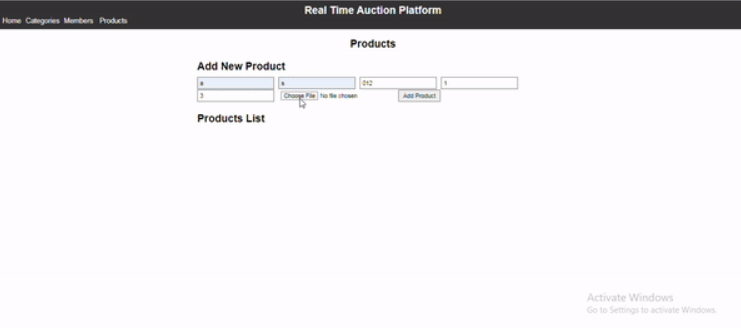 Real Time Auction Platform
Home Categories Members Products
Products
Add New Product
a s 012 1
3 Choose File No file chosen Add Product
Products List
Activate Windows
Go to Settings to activate Windows.